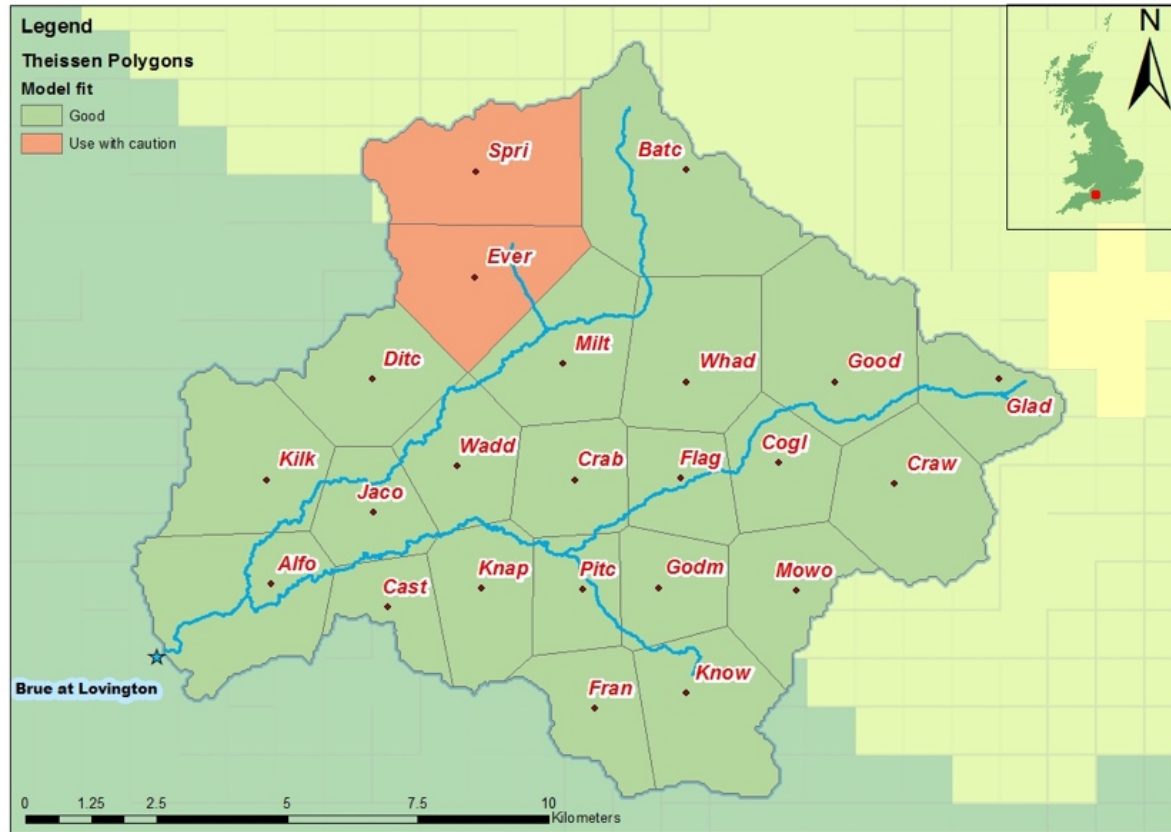 Legend
Theissen Polygons
Model fit
Good
Use with caution
N
Spri
Batc
Ever
Milt
Ditc
Whad
Good
Glad
Wadd
Cogl
Kilk
Crab
Flag
Craw
Jaco
Alfo
Cast
Knap
Pitc
Godm
Mowo
Know
Fran
Brue at Lovington
0 1.25 2.5 5 7.5 10
Kilometers